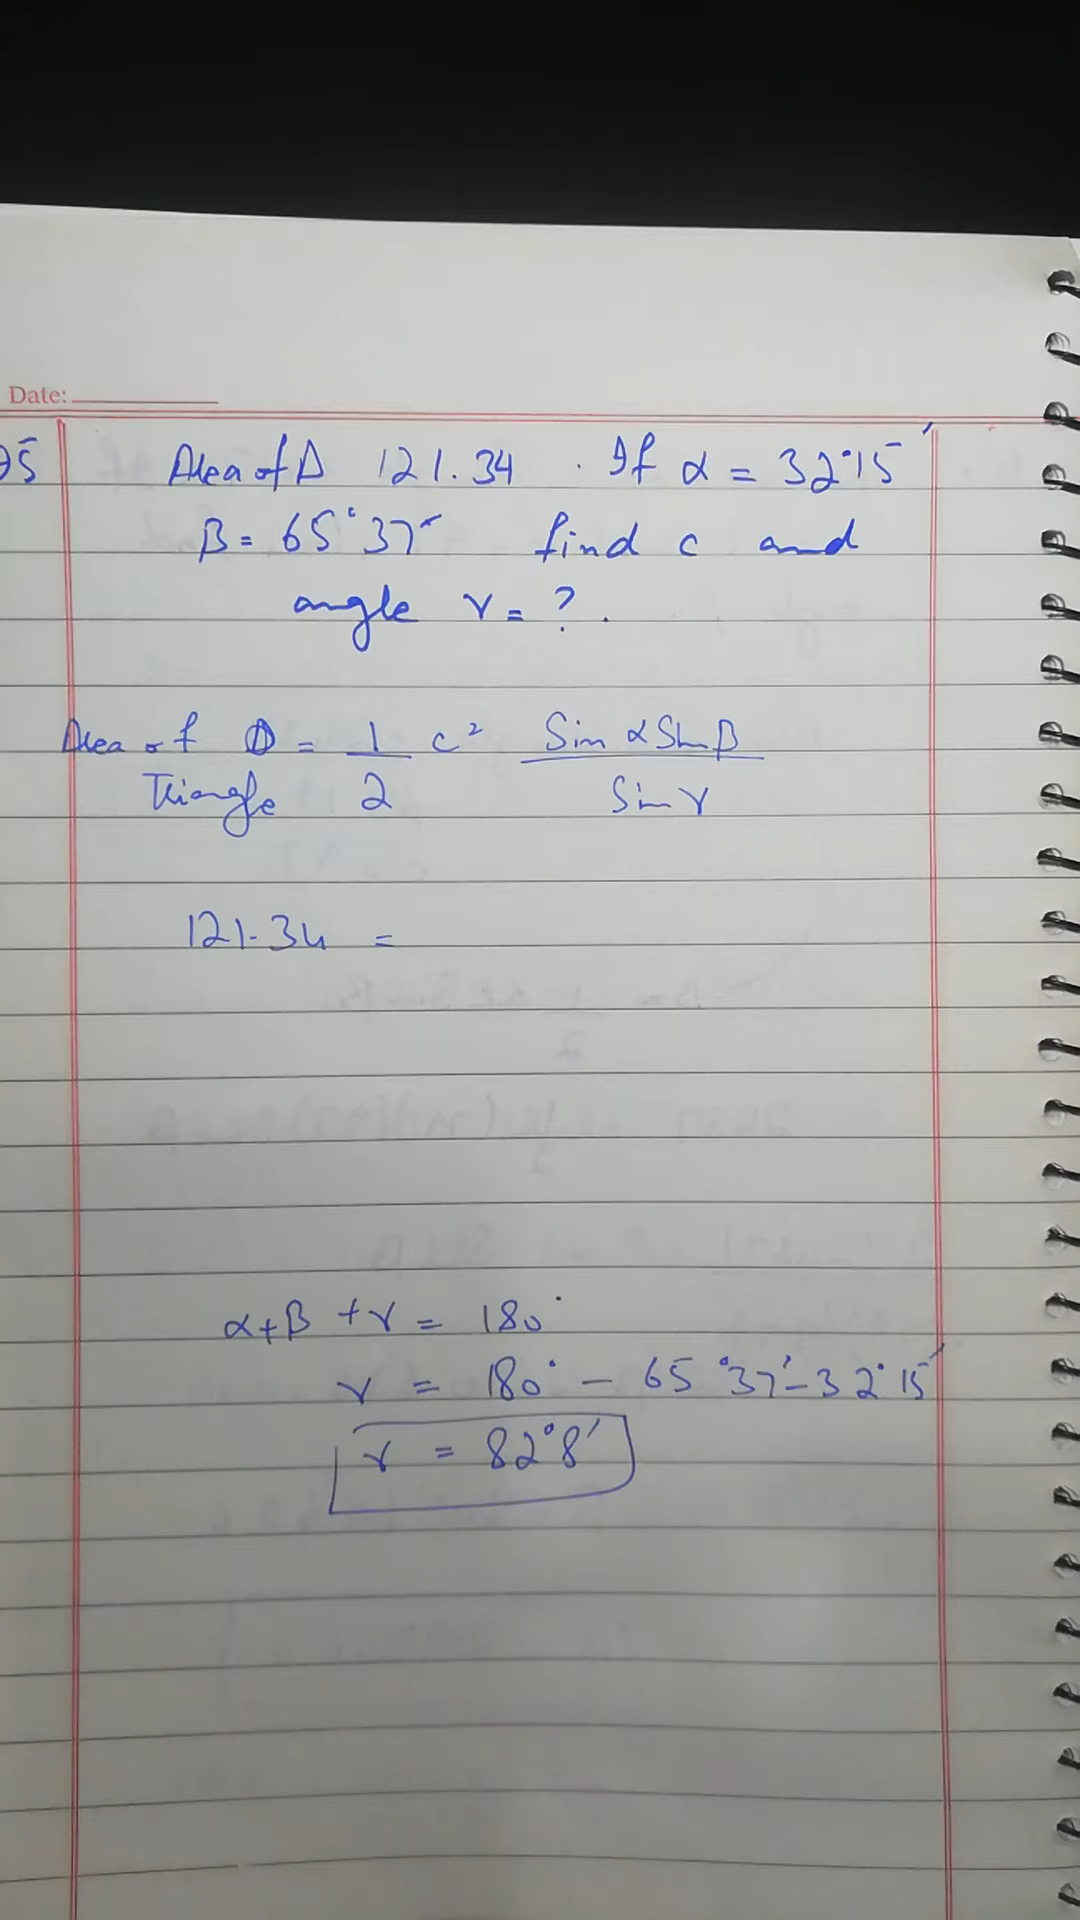 Date:
Q5 Area of Δ 121.34 . If α = 32°15′
β = 65°37′ find c and
angle γ = ? .
Area of Δ = 1/2 c² Sin α Sin β / Sin γ
Triangle
121.34 =
α + β + γ = 180°
γ = 180° – 65°37′ – 32°15′
γ = 82°8′